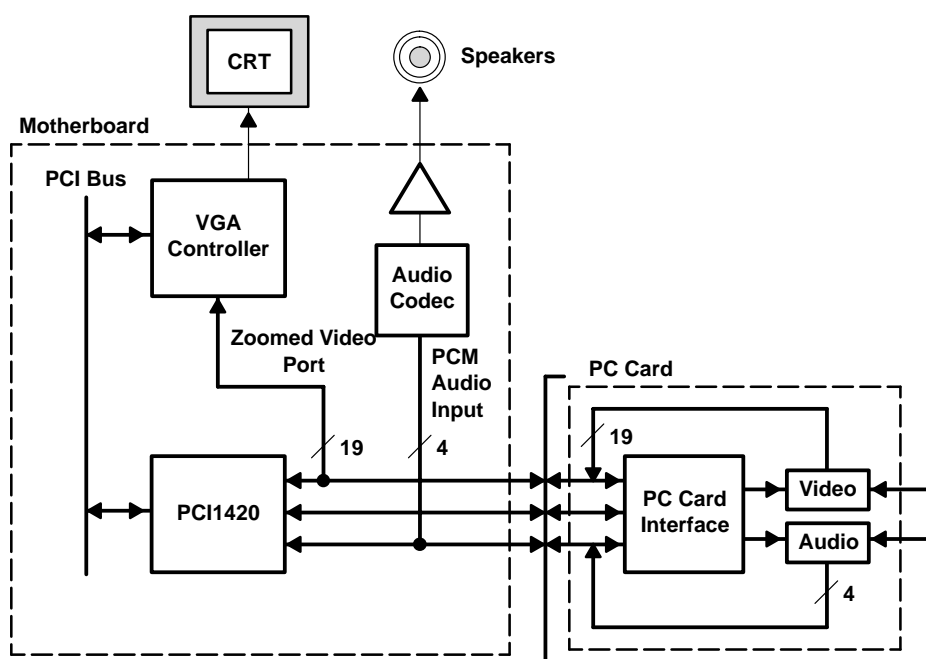 CRT
Speakers
Motherboard
PCI Bus
VGA
Controller
Audio
Codec
Zoomed Video
Port
PCM
Audio
Input
PC Card
19
4
19
PCI1420
PC Card
Interface
Video
Audio
4